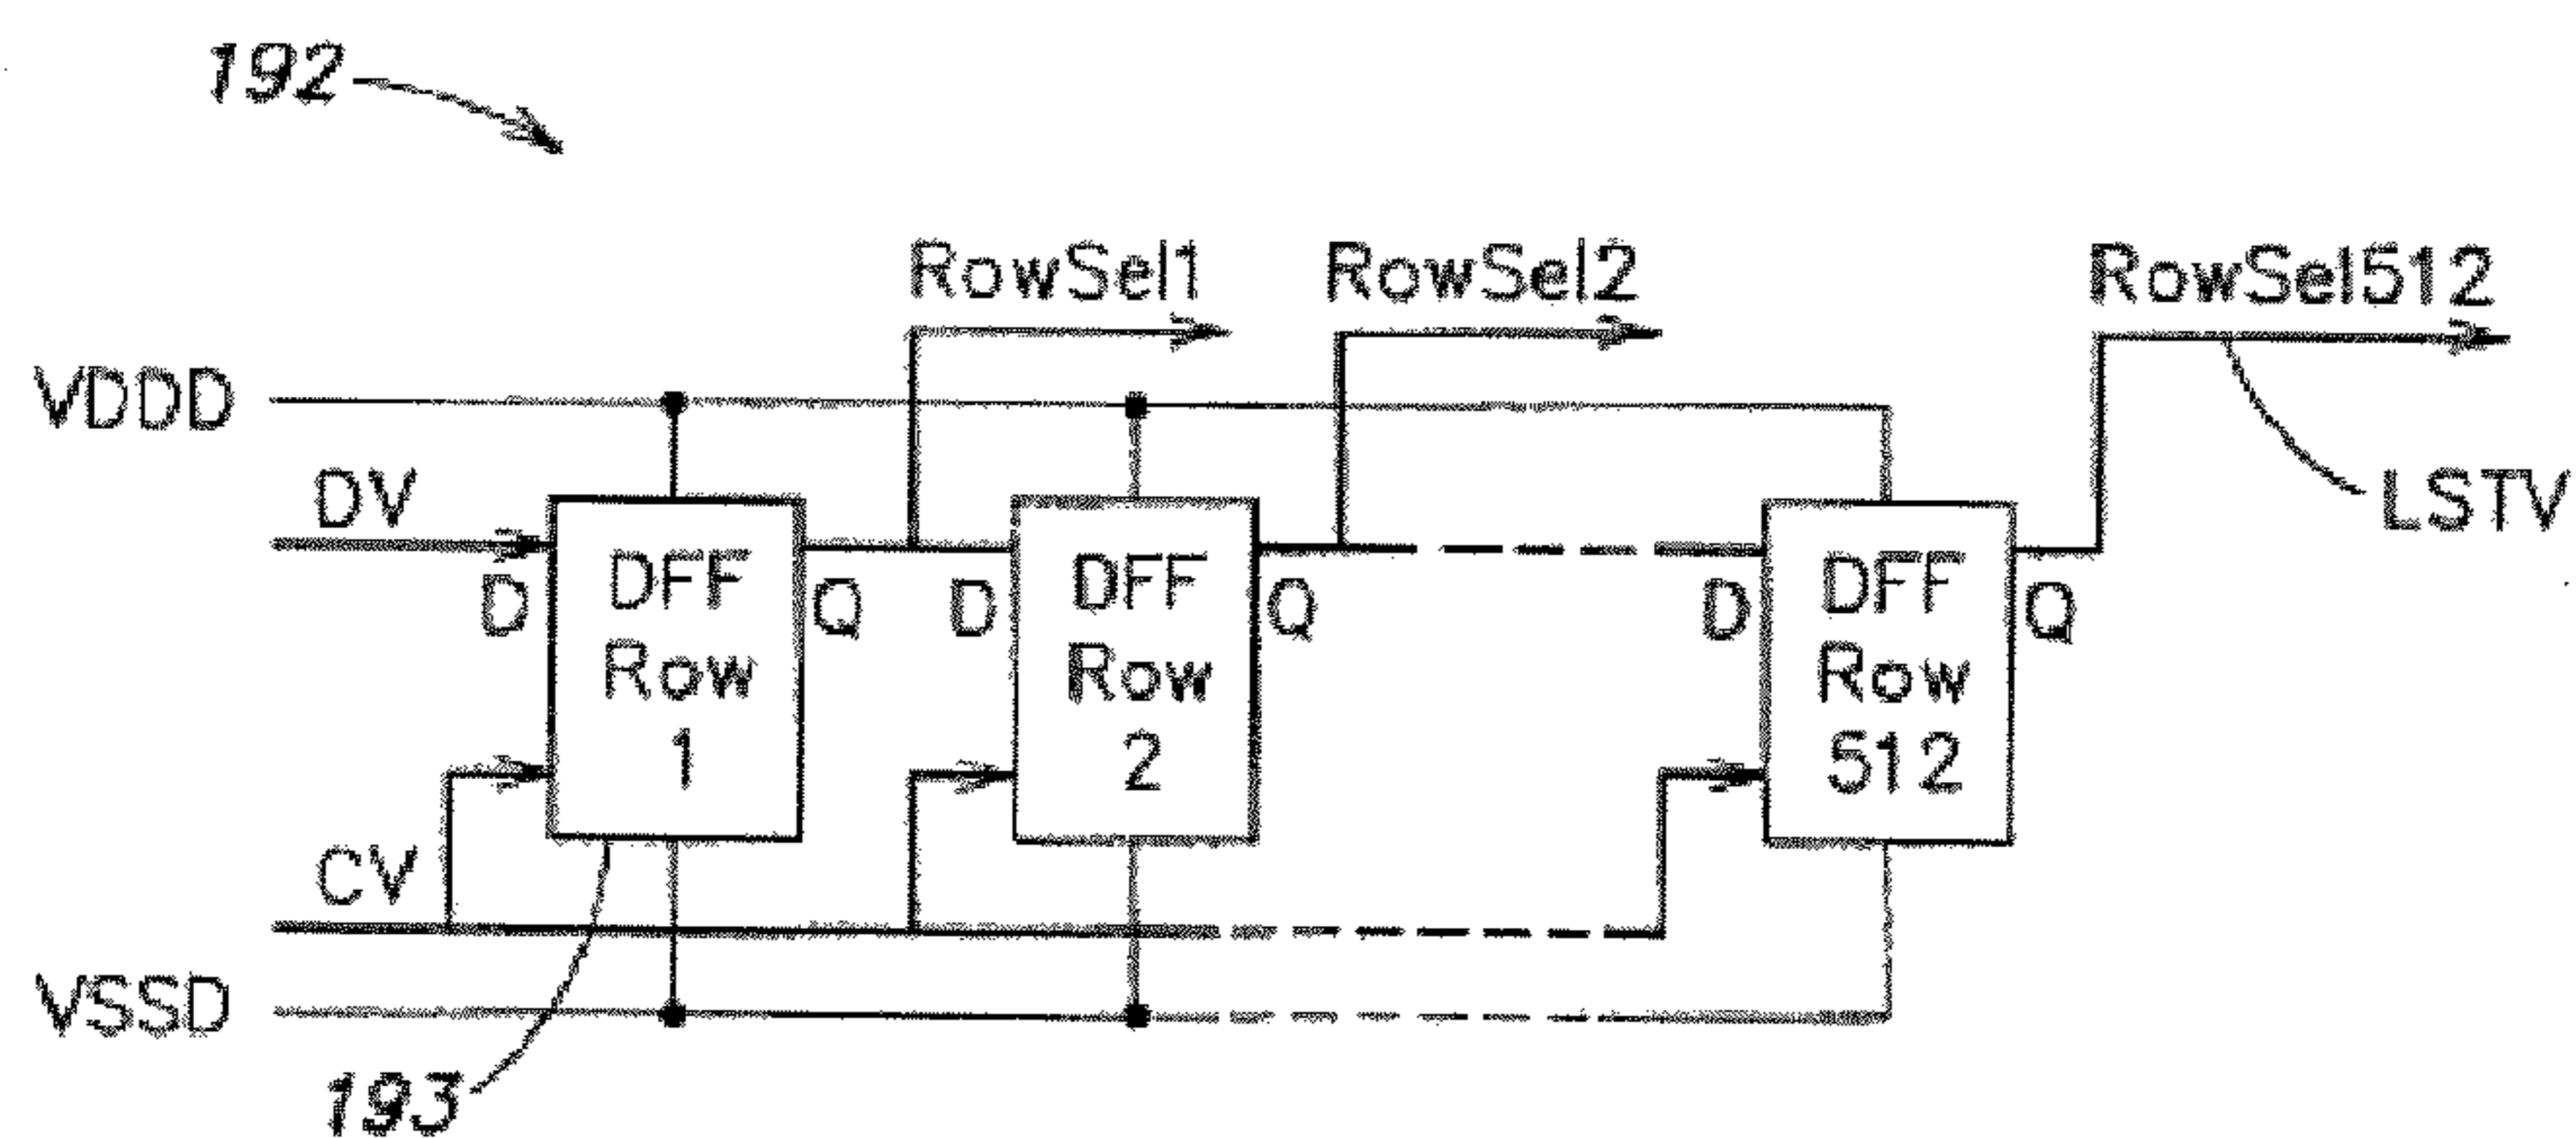 192
RowSel1
RowSel2
RowSel512
VDDD
DV
LSTV
D
DFF
Row
1
Q
D
DFF
Row
2
Q
D
DFF
Row
512
Q
CV
VSSD
193